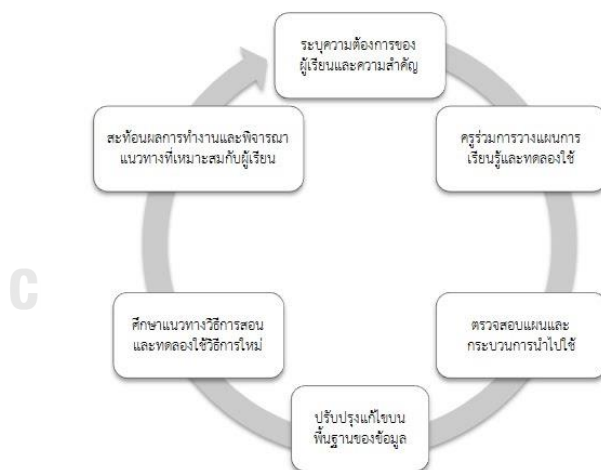 ระบุความต้องการของ
ผู้เรียนและความสำคัญ
ครูร่วมการวางแผนการ
เรียนรู้และทดลองใช้
ตรวจสอบแผนและ
กระบวนการนำไปใช้
ปรับปรุงแก้ไขบน
พื้นฐานของข้อมูล
ศึกษาแนวทางวิธีการสอน
และทดลองใช้วิธีการใหม่
สะท้อนผลการทำงานและพิจารณา
แนวทางที่เหมาะสมกับผู้เรียน
C